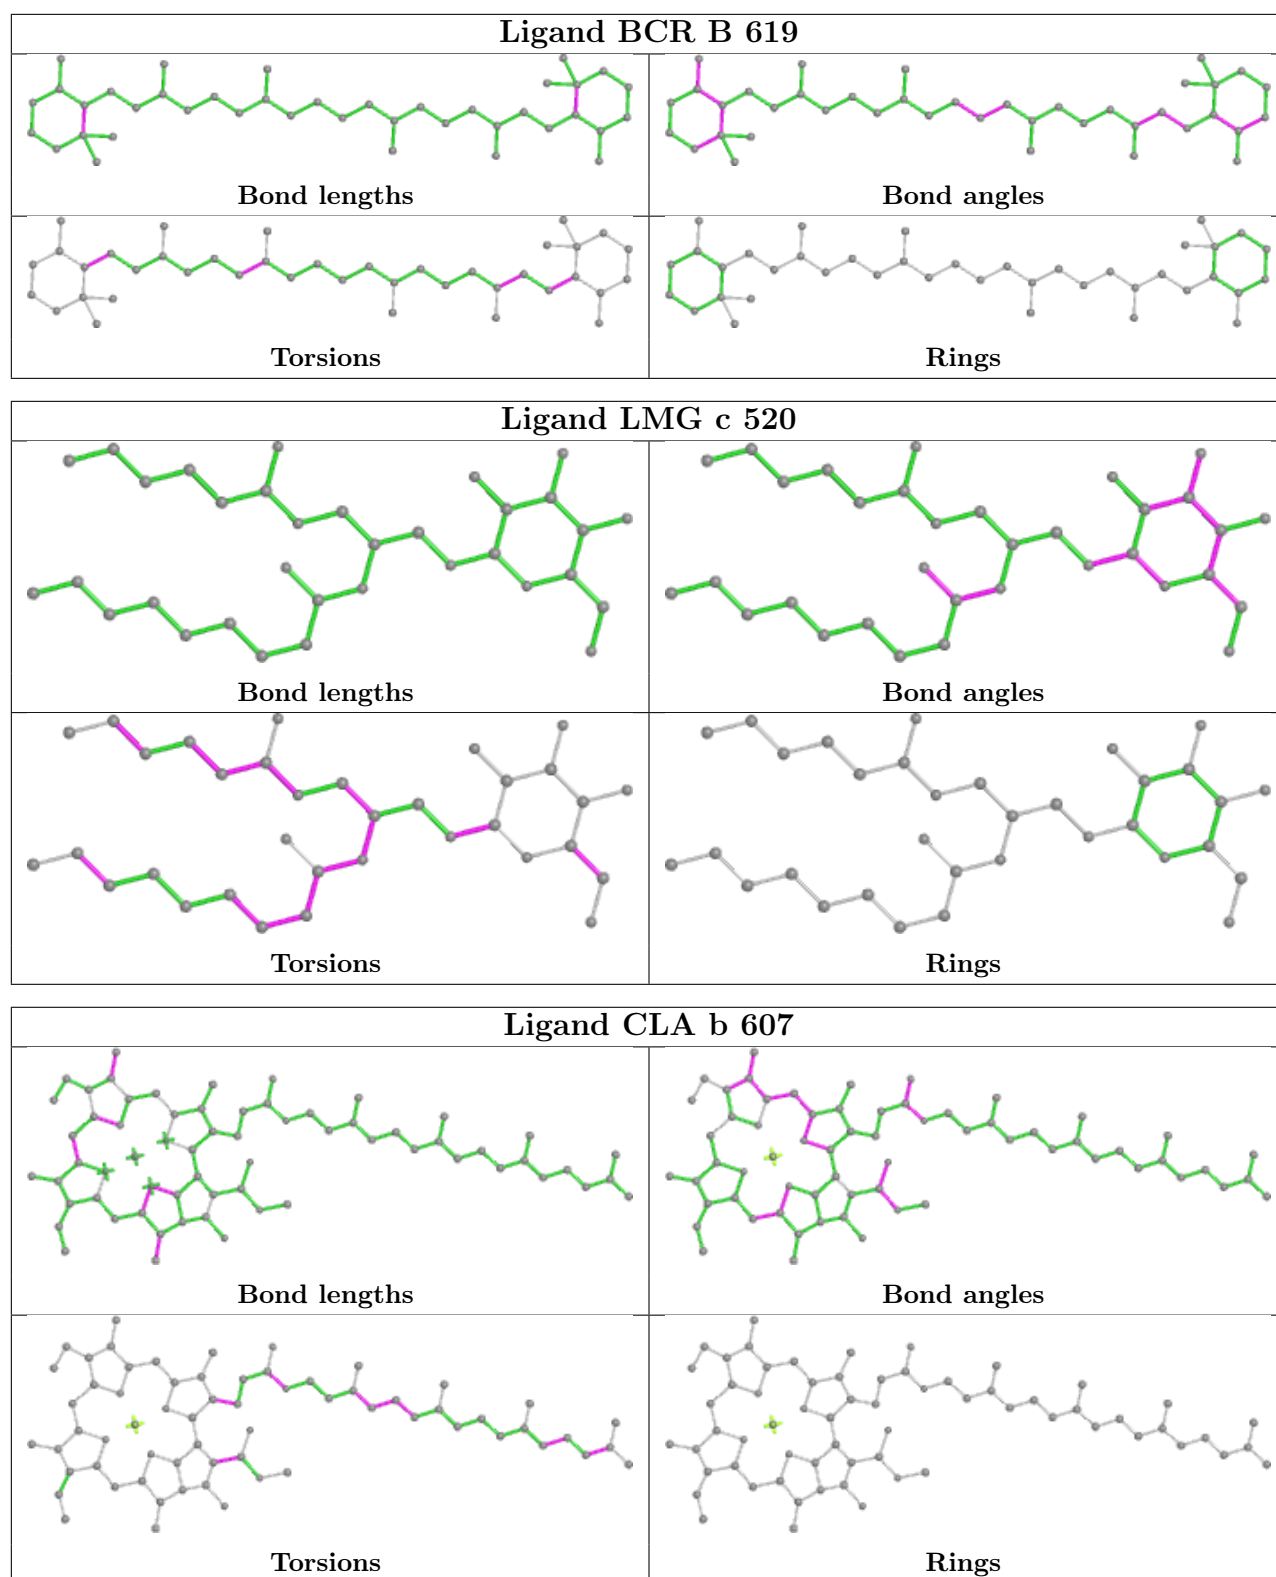 Ligand BCR B 619
Bond lengths
Bond angles
Torsions
Rings
Ligand LMG c 520
Bond lengths
Bond angles
Torsions
Rings
Ligand CLA b 607
Bond lengths
Bond angles
Torsions
Rings